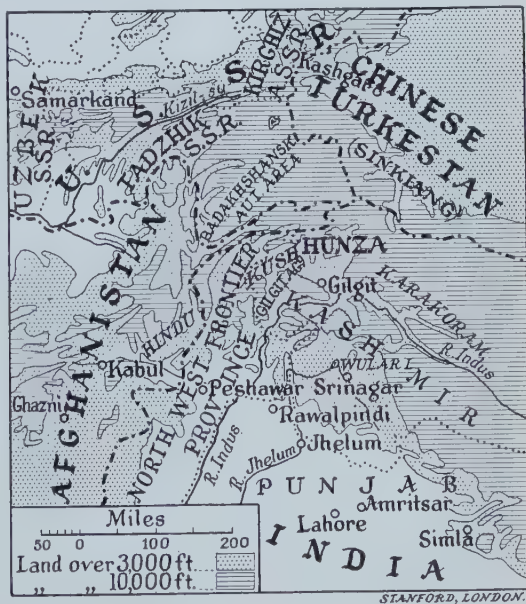 U. S. S. R.
KIRGHIZ
A.S.S.R.
Kashgar
CHINESE
TURKESTAN
(SINKIANG)
Samarkand
Kizil Su
UZBEK
S.S.R.
TADZHIK
S.S.R.
BADAKHSHANSKI
AUT. AREA
AFGHANISTAN
HINDU KUSH
HUNZA
(GILGIT AG.)
Gilgit
KARAKORAM
R. Indus
KASHMIR
WULAR L.
Kabul
Ghazni
NORTH WEST FRONTIER
PROVINCE
Peshawar
Srinagar
Rawalpindi
R. Indus
R. Jhelum
Jhelum
PUNJAB
Amritsar
Lahore
Simla
INDIA
Miles
50 0 100 200
Land over 3,000 ft.
" " 10,000 ft.
STANFORD, LONDON.